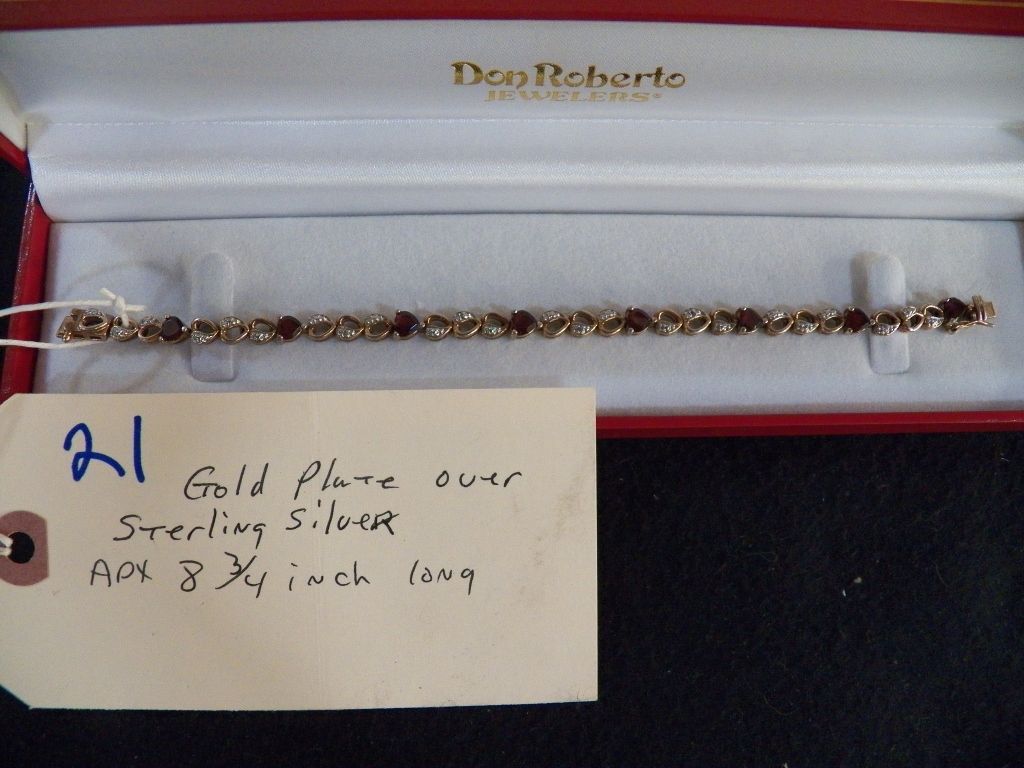 Don Roberto
JEWELERS®
21
Gold Plate over
Sterling Silver
APX 8 3/4 inch long